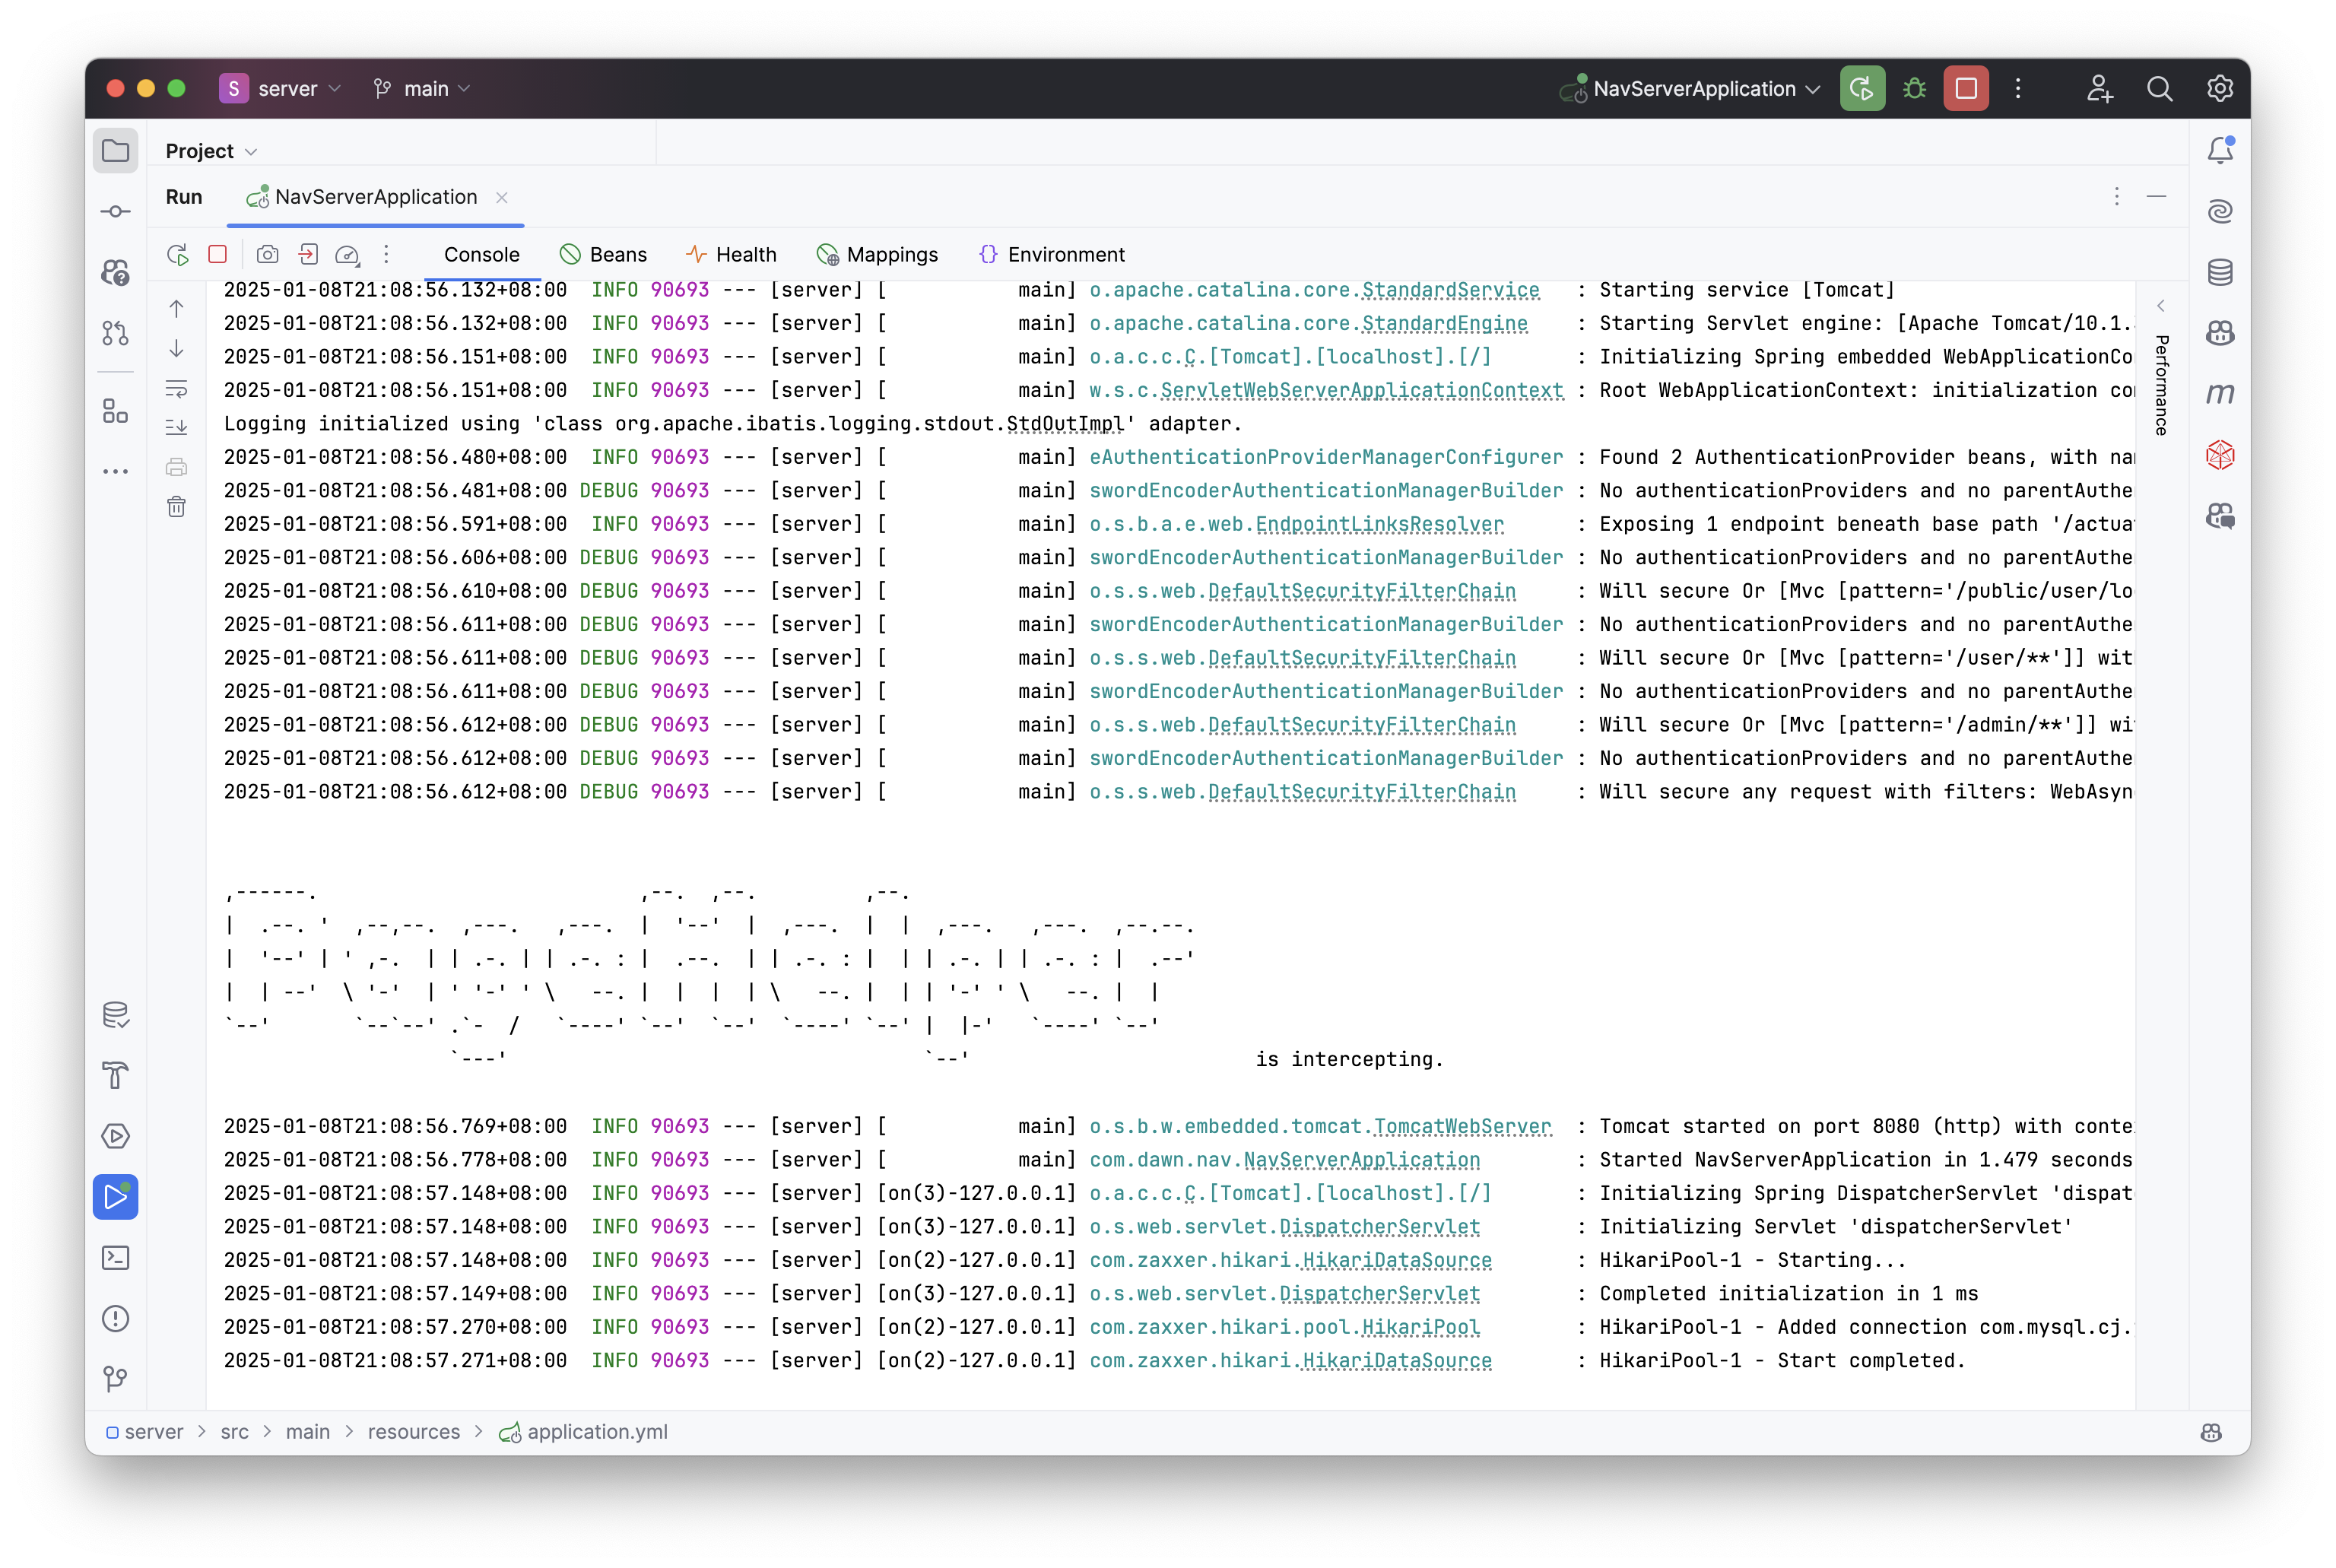 S server main NavServerApplication
Project
Run NavServerApplication
Console Beans Health Mappings Environment
2025-01-08T21:08:56.132+08:00  INFO 90693 --- [server] [           main] o.apache.catalina.core.StandardService   : Starting service [Tomcat]
2025-01-08T21:08:56.132+08:00  INFO 90693 --- [server] [           main] o.apache.catalina.core.StandardEngine    : Starting Servlet engine: [Apache Tomcat/10.1.
2025-01-08T21:08:56.151+08:00  INFO 90693 --- [server] [           main] o.a.c.c.C.[Tomcat].[localhost].[/]       : Initializing Spring embedded WebApplicationCo
2025-01-08T21:08:56.151+08:00  INFO 90693 --- [server] [           main] w.s.c.ServletWebServerApplicationContext : Root WebApplicationContext: initialization co
Logging initialized using 'class org.apache.ibatis.logging.stdout.StdOutImpl' adapter.
2025-01-08T21:08:56.480+08:00  INFO 90693 --- [server] [           main] eAuthenticationProviderManagerConfigurer : Found 2 AuthenticationProvider beans, with na
2025-01-08T21:08:56.481+08:00 DEBUG 90693 --- [server] [           main] swordEncoderAuthenticationManagerBuilder : No authenticationProviders and no parentAuthe
2025-01-08T21:08:56.591+08:00  INFO 90693 --- [server] [           main] o.s.b.a.e.web.EndpointLinksResolver      : Exposing 1 endpoint beneath base path '/actua
2025-01-08T21:08:56.606+08:00 DEBUG 90693 --- [server] [           main] swordEncoderAuthenticationManagerBuilder : No authenticationProviders and no parentAuthe
2025-01-08T21:08:56.610+08:00 DEBUG 90693 --- [server] [           main] o.s.s.web.DefaultSecurityFilterChain     : Will secure Or [Mvc [pattern='/public/user/lo
2025-01-08T21:08:56.611+08:00 DEBUG 90693 --- [server] [           main] swordEncoderAuthenticationManagerBuilder : No authenticationProviders and no parentAuthe
2025-01-08T21:08:56.611+08:00 DEBUG 90693 --- [server] [           main] o.s.s.web.DefaultSecurityFilterChain     : Will secure Or [Mvc [pattern='/user/**']] wit
2025-01-08T21:08:56.611+08:00 DEBUG 90693 --- [server] [           main] swordEncoderAuthenticationManagerBuilder : No authenticationProviders and no parentAuthe
2025-01-08T21:08:56.612+08:00 DEBUG 90693 --- [server] [           main] o.s.s.web.DefaultSecurityFilterChain     : Will secure Or [Mvc [pattern='/admin/**']] wi
2025-01-08T21:08:56.612+08:00 DEBUG 90693 --- [server] [           main] swordEncoderAuthenticationManagerBuilder : No authenticationProviders and no parentAuthe
2025-01-08T21:08:56.612+08:00 DEBUG 90693 --- [server] [           main] o.s.s.web.DefaultSecurityFilterChain     : Will secure any request with filters: WebAsyn
PageHelper
is intercepting.
2025-01-08T21:08:56.769+08:00  INFO 90693 --- [server] [           main] o.s.b.w.embedded.tomcat.TomcatWebServer  : Tomcat started on port 8080 (http) with conte
2025-01-08T21:08:56.778+08:00  INFO 90693 --- [server] [           main] com.dawn.nav.NavServerApplication        : Started NavServerApplication in 1.479 seconds
2025-01-08T21:08:57.148+08:00  INFO 90693 --- [server] [on(3)-127.0.0.1] o.a.c.c.C.[Tomcat].[localhost].[/]       : Initializing Spring DispatcherServlet 'dispat
2025-01-08T21:08:57.148+08:00  INFO 90693 --- [server] [on(3)-127.0.0.1] o.s.web.servlet.DispatcherServlet        : Initializing Servlet 'dispatcherServlet'
2025-01-08T21:08:57.148+08:00  INFO 90693 --- [server] [on(2)-127.0.0.1] com.zaxxer.hikari.HikariDataSource       : HikariPool-1 - Starting...
2025-01-08T21:08:57.149+08:00  INFO 90693 --- [server] [on(3)-127.0.0.1] o.s.web.servlet.DispatcherServlet        : Completed initialization in 1 ms
2025-01-08T21:08:57.270+08:00  INFO 90693 --- [server] [on(2)-127.0.0.1] com.zaxxer.hikari.pool.HikariPool        : HikariPool-1 - Added connection com.mysql.cj.
2025-01-08T21:08:57.271+08:00  INFO 90693 --- [server] [on(2)-127.0.0.1] com.zaxxer.hikari.HikariDataSource       : HikariPool-1 - Start completed.
Performance
m
server > src > main > resources > application.yml